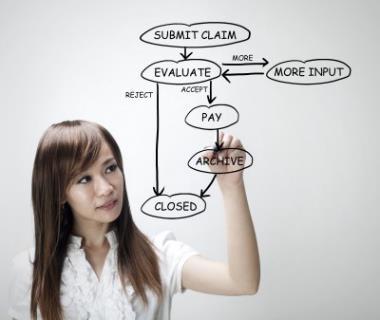 SUBMIT CLAIM
MORE
EVALUATE
MORE INPUT
REJECT
ACCEPT
PAY
ARCHIVE
CLOSED